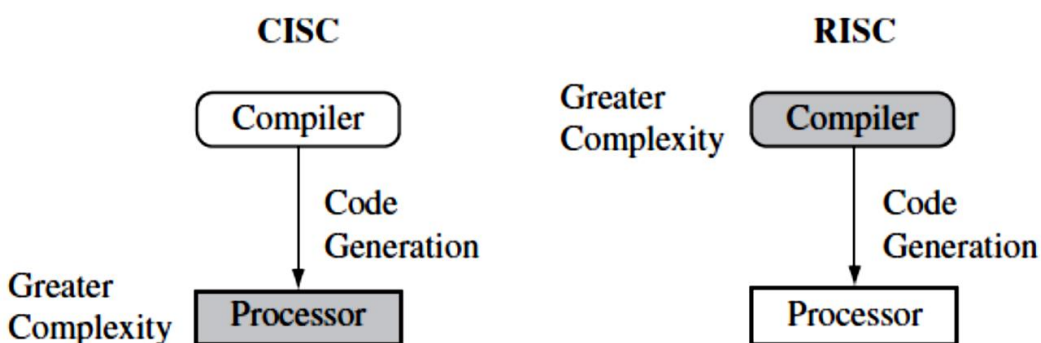 CISC
Compiler
Code
Generation
Greater
Complexity
Processor
RISC
Greater
Complexity
Compiler
Code
Generation
Processor